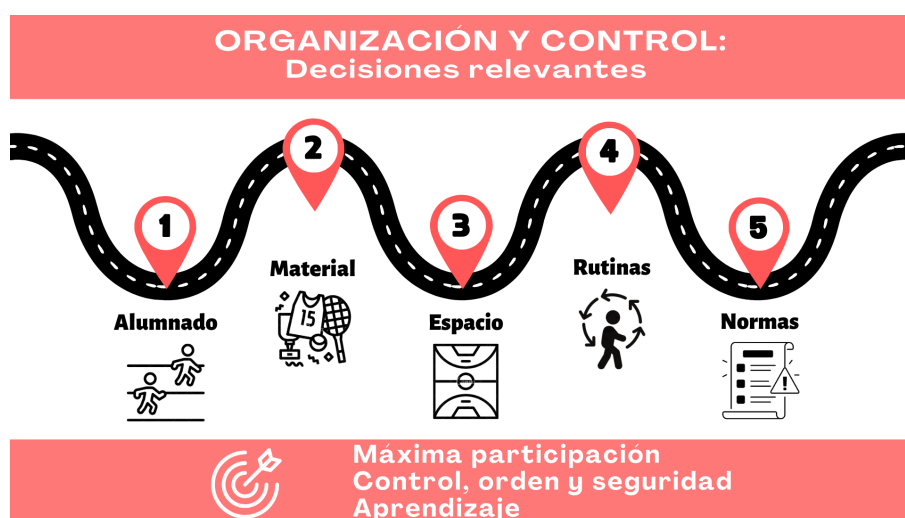 ORGANIZACIÓN Y CONTROL:
Decisiones relevantes
1
2
3
4
5
Alumnado
Material
15
Espacio
Rutinas
Normas
Máxima participación
Control, orden y seguridad
Aprendizaje